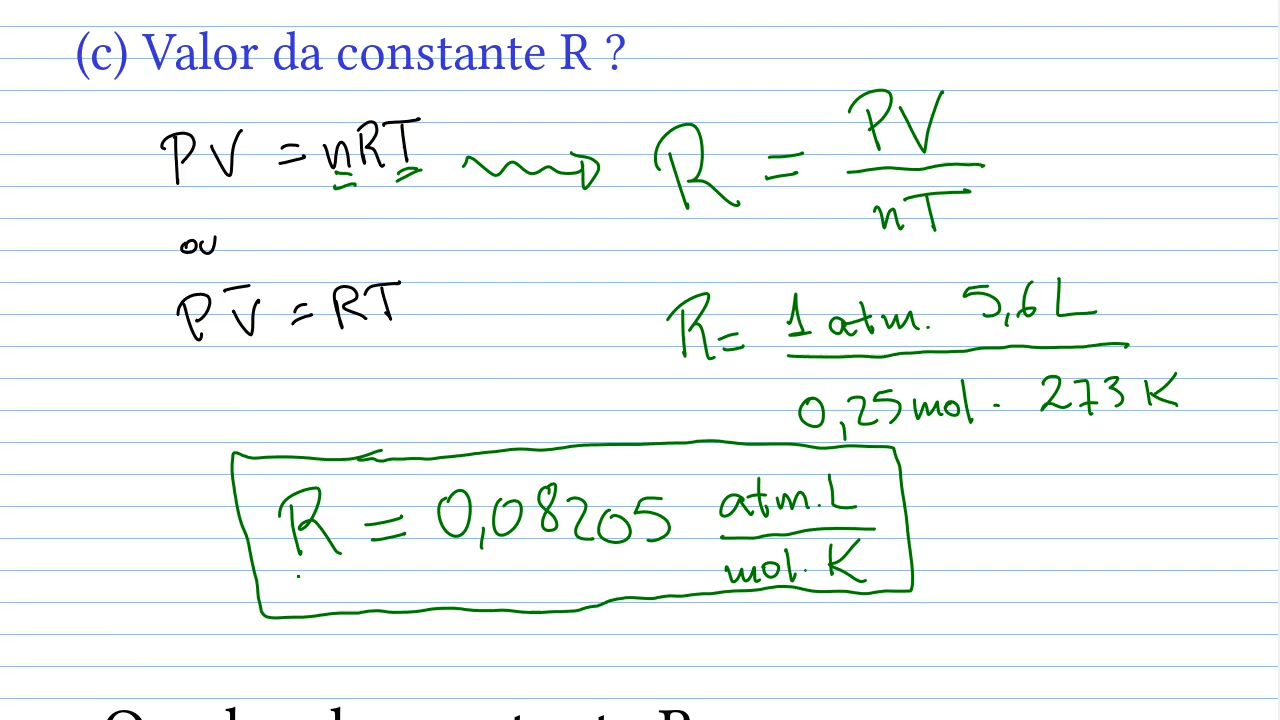 (c) Valor da constante R ?
PV = nRT ⇝ R = PV / nT
ou
PV̄ = RT
R = 1 atm . 5,6 L / 0,25 mol . 273 K
R = 0,08205 atm.L / mol.K